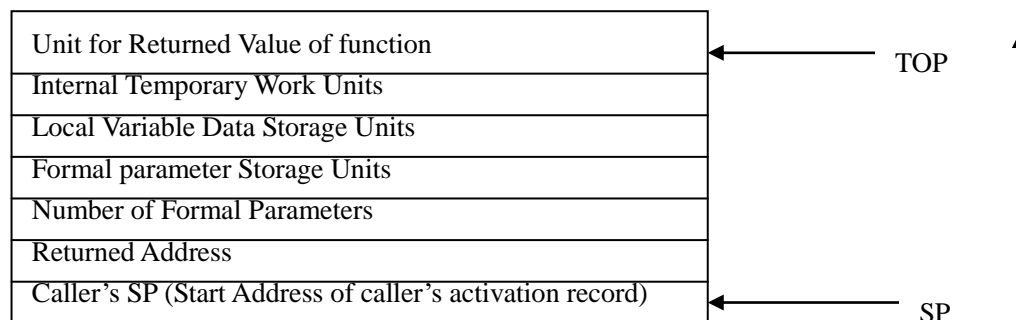 Unit for Returned Value of function
TOP
Internal Temporary Work Units
Local Variable Data Storage Units
Formal parameter Storage Units
Number of Formal Parameters
Returned Address
Caller’s SP (Start Address of caller’s activation record)
SP